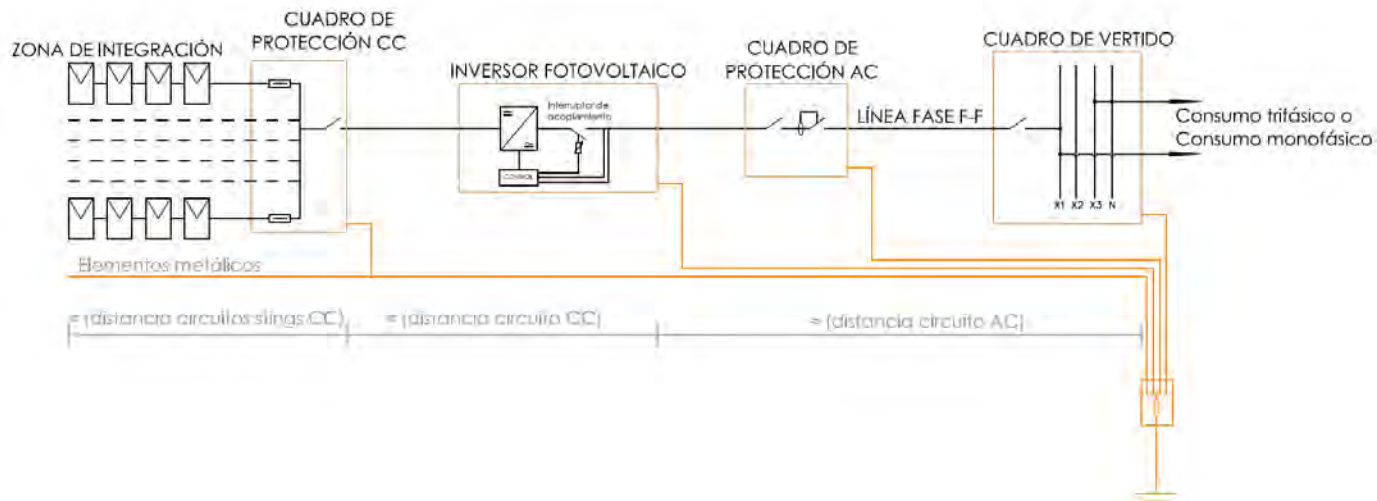 ZONA DE INTEGRACIÓN
CUADRO DE
PROTECCIÓN CC
INVERSOR FOTOVOLTAICO
Interruptor de
acoplamiento
CONTROL
CUADRO DE
PROTECCIÓN AC
LÍNEA FASE F-F
CUADRO DE VERTIDO
X1 X2 X3 N
Consumo trifásico o
Consumo monofásico
Elementos metálicos
= (distancia circuitos stings CC)
= (distancia circuito CC)
= (distancia circuito AC)